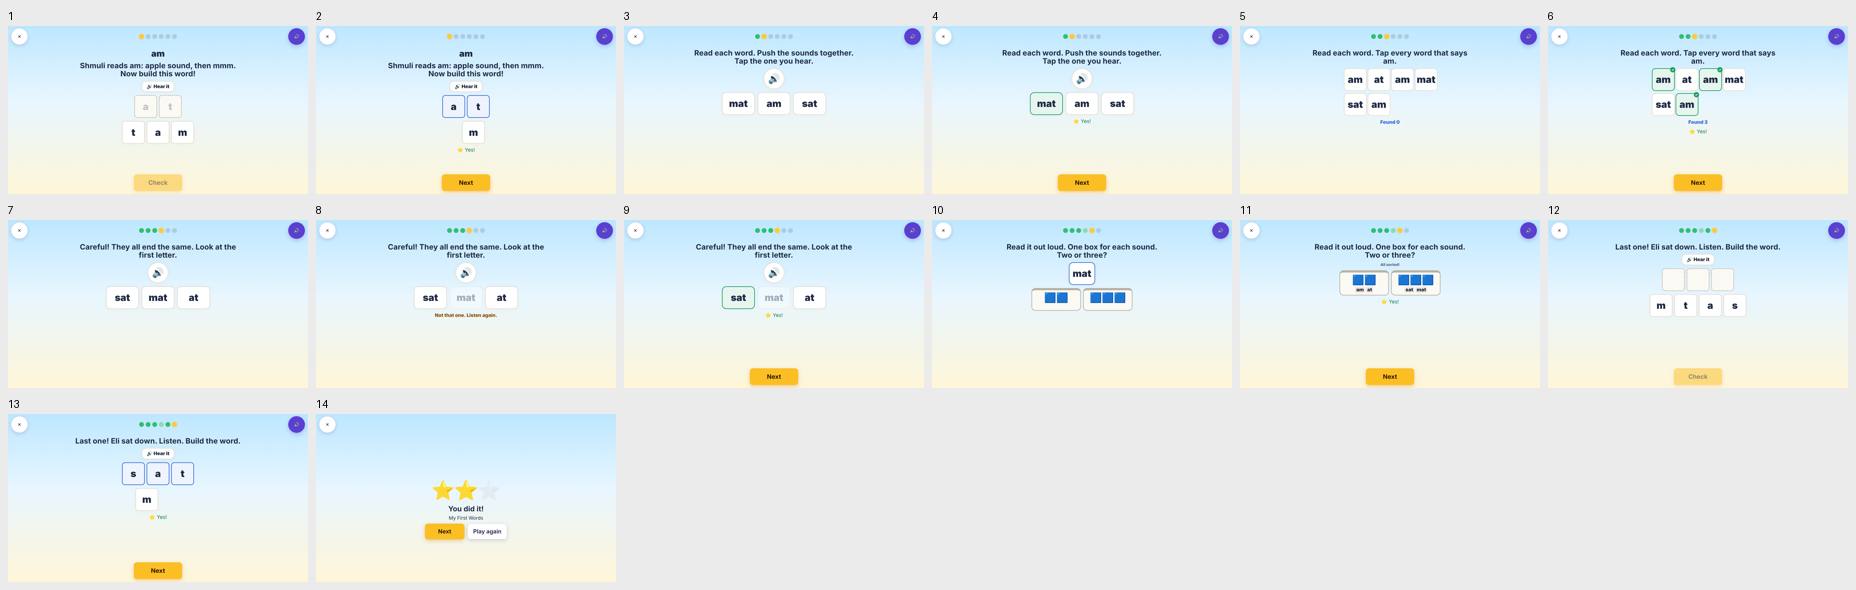 1
am
Shmuli reads am: apple sound, then mmm.
Now build this word!
Hear it
a t
t a m
Check
2
am
Shmuli reads am: apple sound, then mmm.
Now build this word!
Hear it
a t
m
Yes!
Next
3
Read each word. Push the sounds together.
Tap the one you hear.
mat am sat
4
Read each word. Push the sounds together.
Tap the one you hear.
mat am sat
Yes!
Next
5
Read each word. Tap every word that says
am.
am at am mat
sat am
Found 0
6
Read each word. Tap every word that says
am.
am at am mat
sat am
Found 3
Yes!
Next
7
Careful! They all end the same. Look at the
first letter.
sat mat at
8
Careful! They all end the same. Look at the
first letter.
sat mat at
Not that one. Listen again.
9
Careful! They all end the same. Look at the
first letter.
sat mat at
Yes!
Next
10
Read it out loud. One box for each sound.
Two or three?
mat
11
Read it out loud. One box for each sound.
Two or three?
All sorted!
am at
sat mat
Yes!
Next
12
Last one! Eli sat down. Listen. Build the word.
Hear it
m t a s
Check
13
Last one! Eli sat down. Listen. Build the word.
Hear it
s a t
m
Yes!
Next
14
You did it!
My First Words
Next
Play again